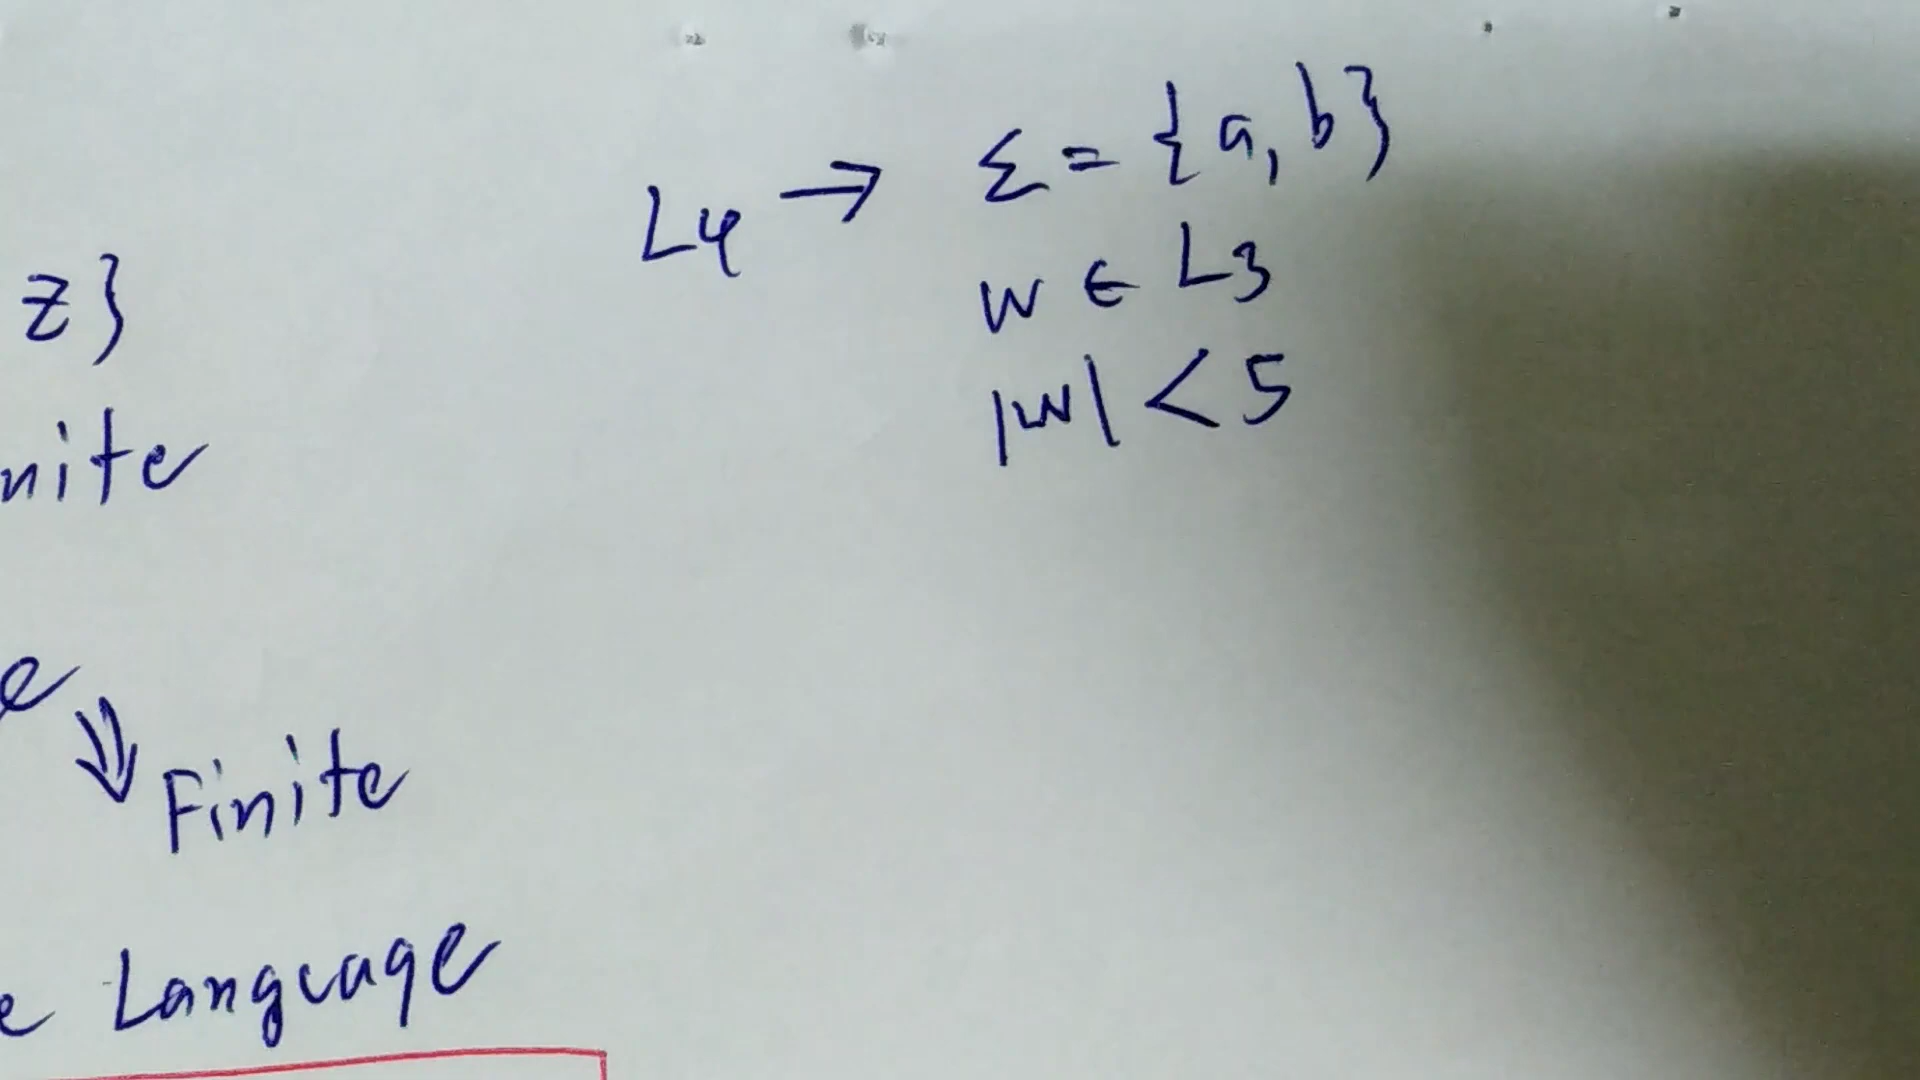 L4 → Σ = {a, b}
w ∈ L3
|w| < 5
z}
nite
e
Finite
e Language